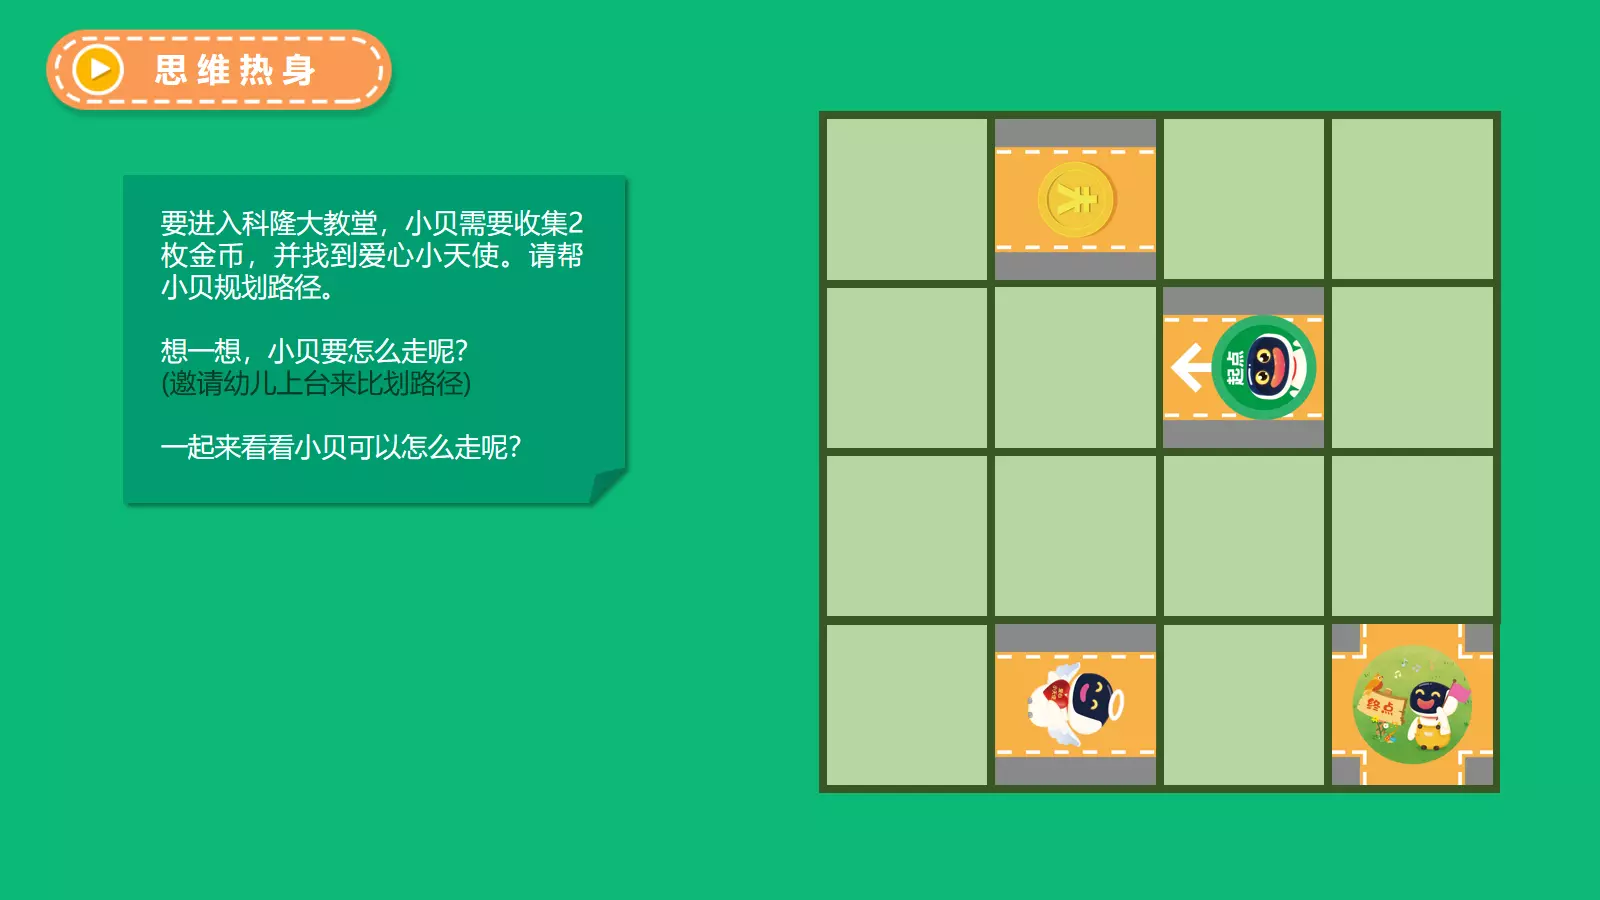 思维热身
要进入科隆大教堂，小贝需要收集2
枚金币，并找到爱心小天使。请帮
小贝规划路径。
想一想，小贝要怎么走呢？
(邀请幼儿上台来比划路径)
一起来看看小贝可以怎么走呢？
起点
终点